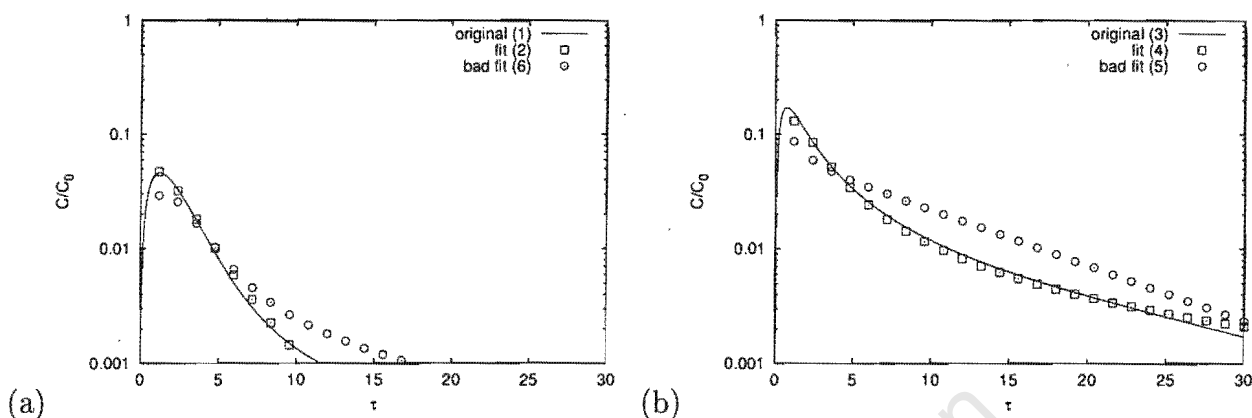 1
0.1
0.01
0.001
C/C₀
0 5 10 15 20 25 30
τ
original (1)
fit (2)
bad fit (6)
(a)
1
0.1
0.01
0.001
C/C₀
0 5 10 15 20 25 30
τ
original (3)
fit (4)
bad fit (5)
(b)